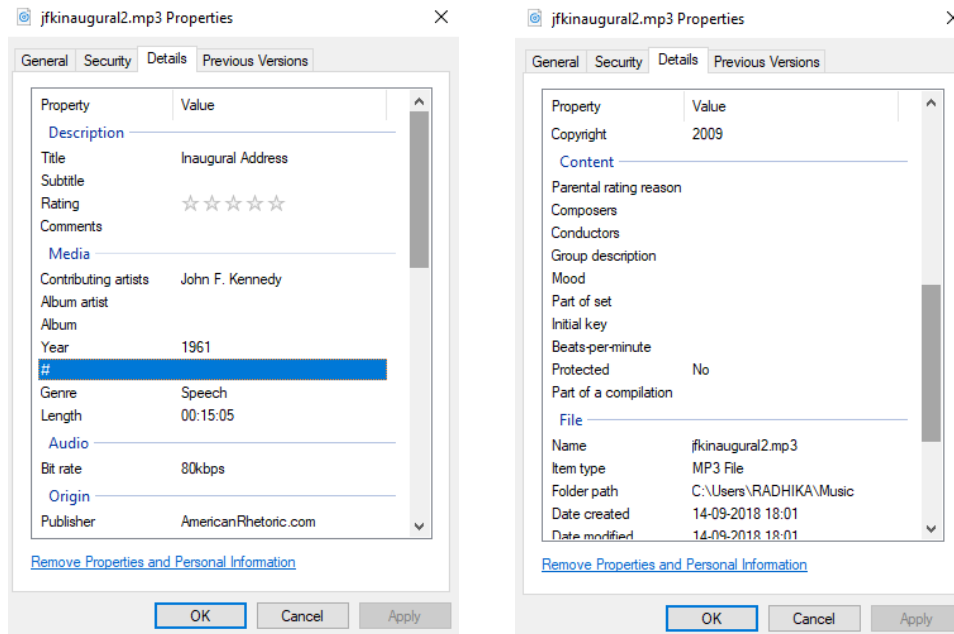 jfkinaugural2.mp3 Properties
General Security Details Previous Versions
Property Value
Description
Title Inaugural Address
Subtitle
Rating
Comments
Media
Contributing artists John F. Kennedy
Album artist
Album
Year 1961
#
Genre Speech
Length 00:15:05
Audio
Bit rate 80kbps
Origin
Publisher AmericanRhetoric.com
Remove Properties and Personal Information
OK Cancel Apply
jfkinaugural2.mp3 Properties
General Security Details Previous Versions
Property Value
Copyright 2009
Content
Parental rating reason
Composers
Conductors
Group description
Mood
Part of set
Initial key
Beats-per-minute
Protected No
Part of a compilation
File
Name jfkinaugural2.mp3
Item type MP3 File
Folder path C:\Users\RADHIKA\Music
Date created 14-09-2018 18:01
Date modified 14-09-2018 18:01
Remove Properties and Personal Information
OK Cancel Apply